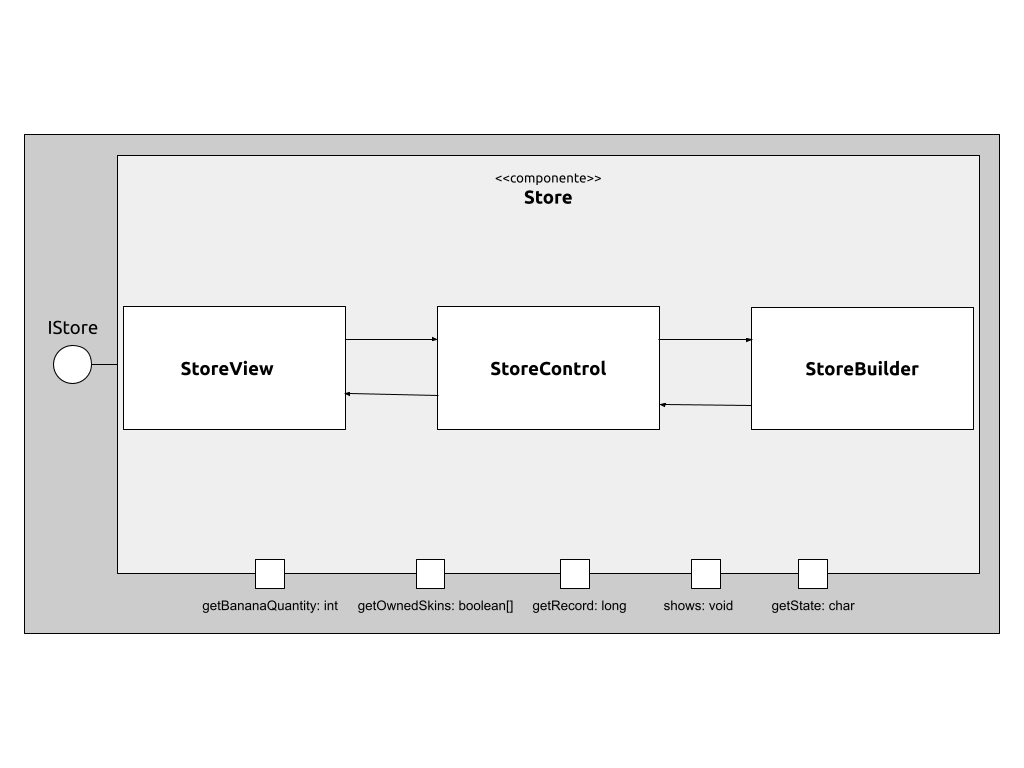 <<componente>>
Store
IStore
StoreView
StoreControl
StoreBuilder
getBananaQuantity: int
getOwnedSkins: boolean[]
getRecord: long
shows: void
getState: char